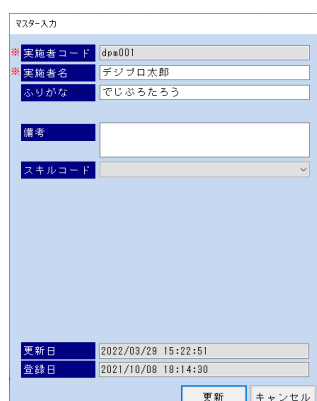 マスター入力
※ 実施者コード dpm001
※ 実施者名 デジプロ太郎
ふりがな でじぷろたろう
備考
スキルコード
更新日 2022/03/29 15:22:51
登録日 2021/10/08 18:14:30
更新 キャンセル